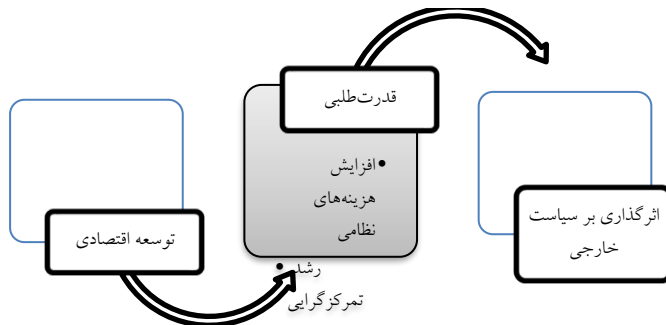 توسعه اقتصادی
قدرت‌طلبی
•افزایش
هزینه‌های
نظامی
• رشد
تمرکزگرایی
اثرگذاری بر سیاست
خارجی